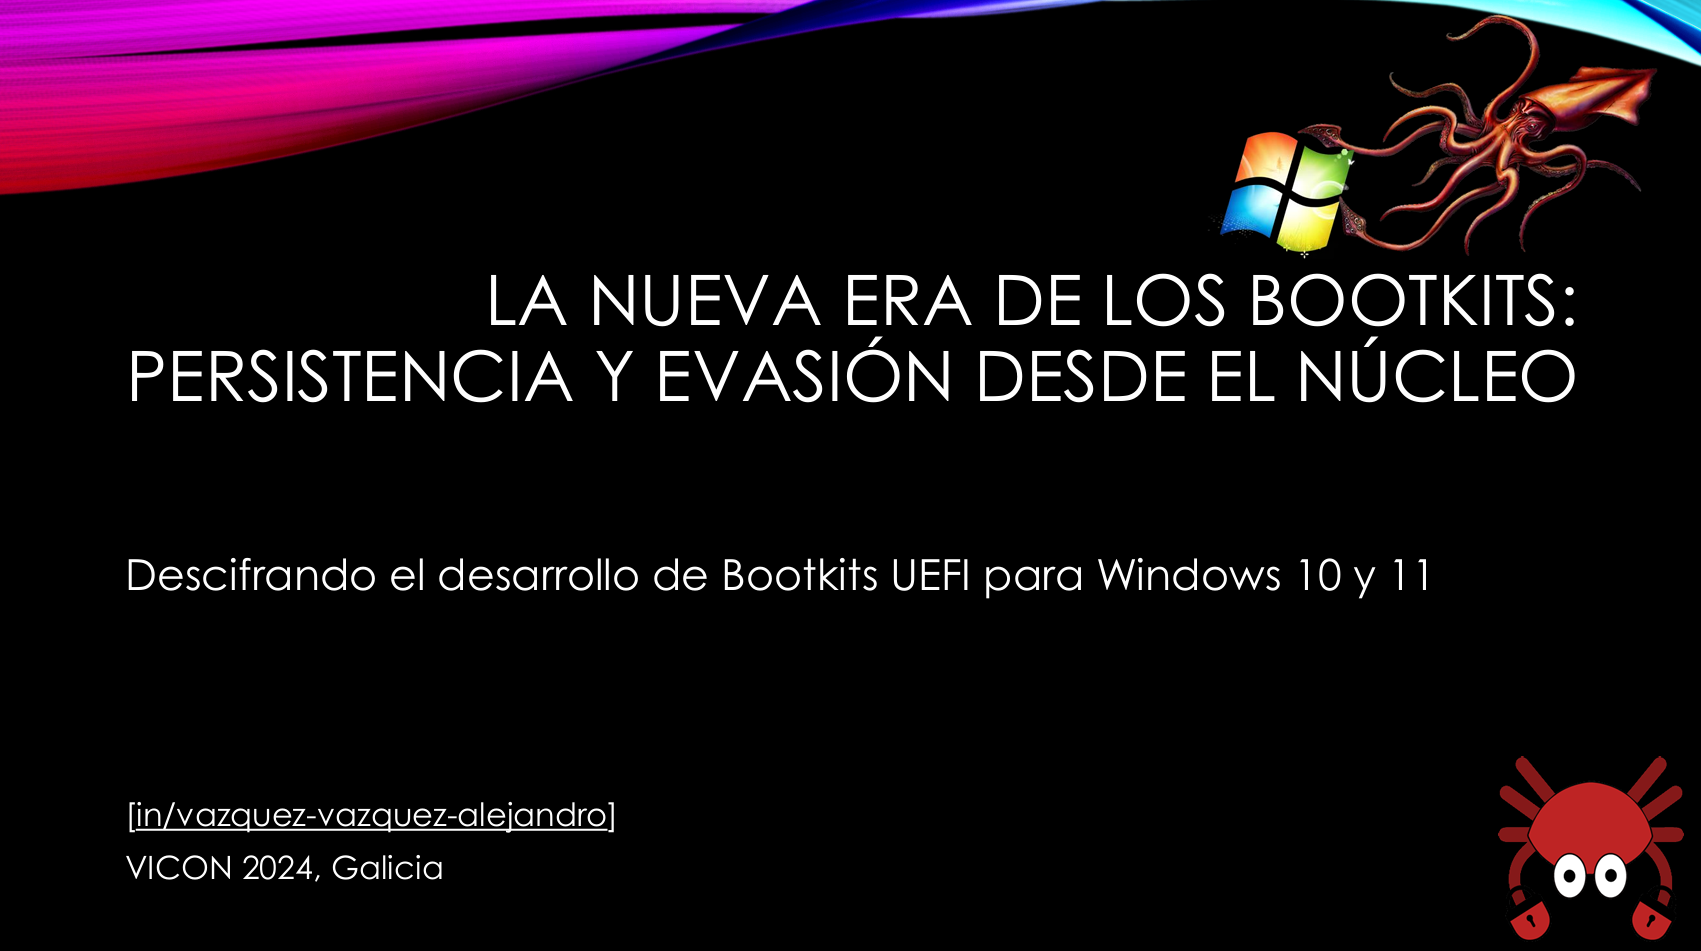 LA NUEVA ERA DE LOS BOOTKITS:
PERSISTENCIA Y EVASIÓN DESDE EL NÚCLEO
Descifrando el desarrollo de Bootkits UEFI para Windows 10 y 11
[in/vazquez-vazquez-alejandro]
VICON 2024, Galicia